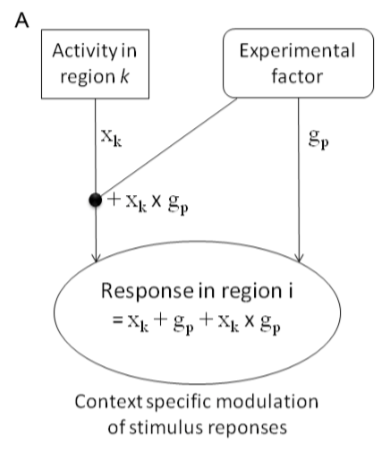 A
Activity in
region k
Experimental
factor
xₖ
gₚ
+ xₖ x gₚ
Response in region i
= xₖ + gₚ + xₖ x gₚ
Context specific modulation
of stimulus reponses